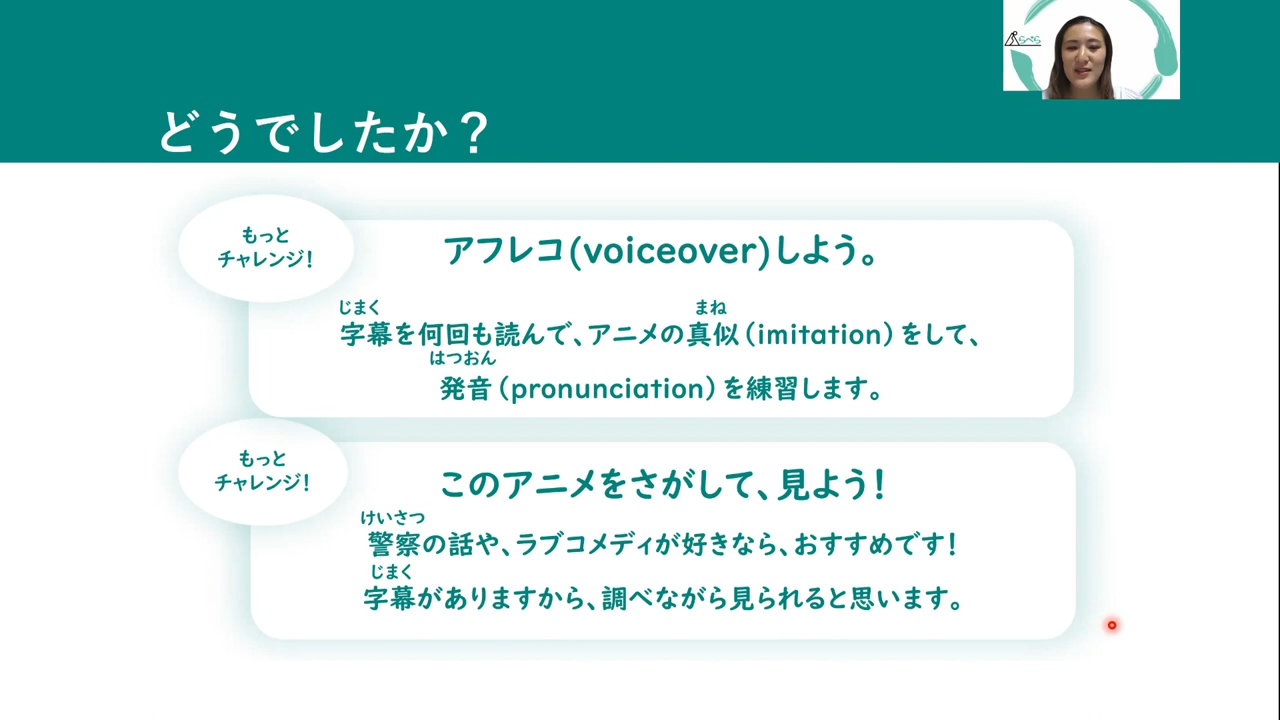 らぺら
どうでしたか？
もっと
チャレンジ！
アフレコ(voiceover)しよう。
じまく まね
字幕を何回も読んで、アニメの真似（imitation）をして、
はつおん
発音（pronunciation）を練習します。
もっと
チャレンジ！
このアニメをさがして、見よう！
けいさつ
警察の話や、ラブコメディが好きなら、おすすめです！
じまく
字幕がありますから、調べながら見られると思います。